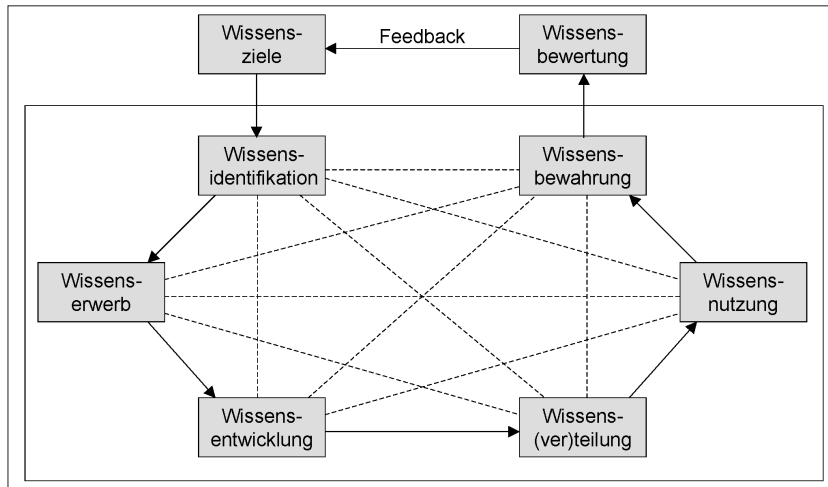 Wissens-
ziele
Feedback
Wissens-
bewertung
Wissens-
identifikation
Wissens-
bewahrung
Wissens-
erwerb
Wissens-
nutzung
Wissens-
entwicklung
Wissens-
(ver)teilung